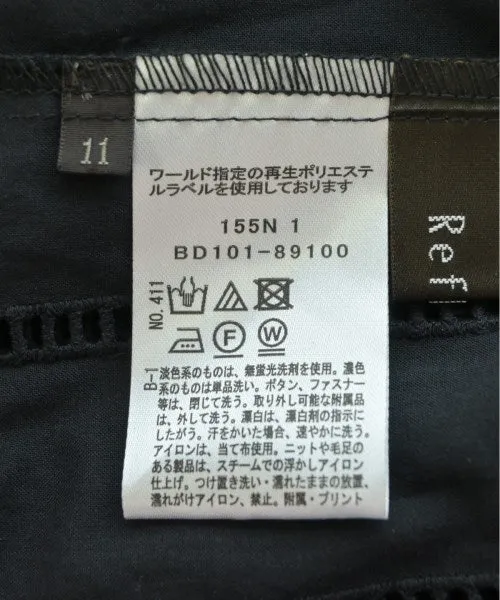 11
ワールド指定の再生ポリエステ
ルラベルを使用しております
155N 1
BD101-89100
NO. 411
F
W
B-1
淡色系のものは、無蛍光洗剤を使用。濃色
系のものは単品洗い。ボタン、ファスナー
等は、閉じて洗う。取り外し可能な附属品
は、外して洗う。漂白は、漂白剤の指示に
したがう。汗をかいた場合、速やかに洗う。
アイロンは、当て布使用。ニットや毛足の
ある製品は、スチームでの浮かしアイロン
仕上げ。つけ置き洗い・濡れたままの放置、
濡れがけアイロン、禁止。附属・プリント
Ref